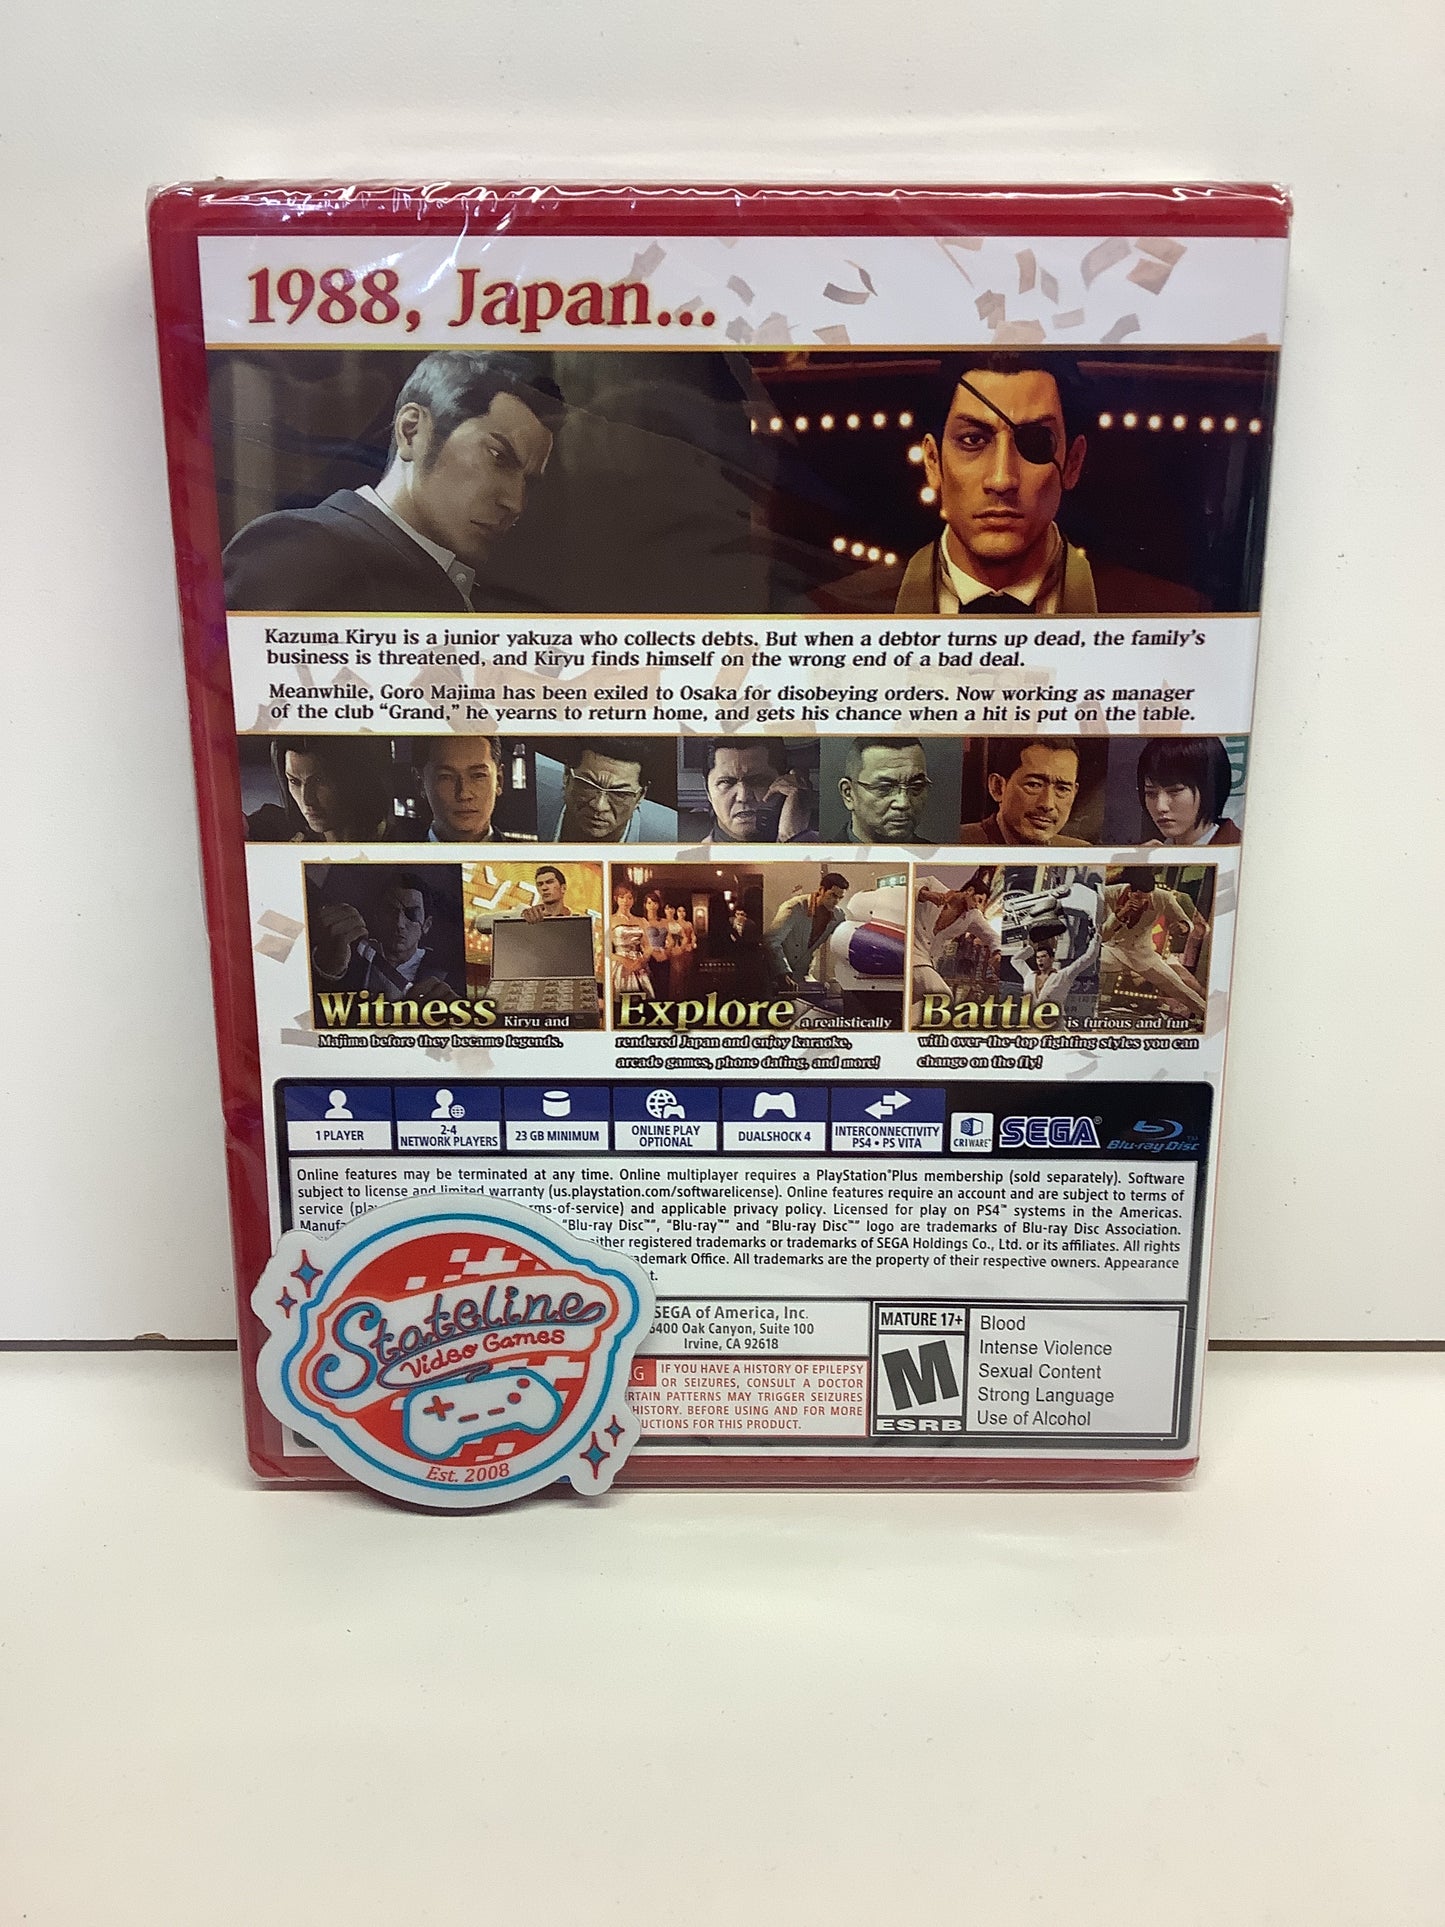 1988, Japan...
Kazuma Kiryu is a junior yakuza who collects debts. But when a debtor turns up dead, the family's
business is threatened, and Kiryu finds himself on the wrong end of a bad deal.
Meanwhile, Goro Majima has been exiled to Osaka for disobeying orders. Now working as manager
of the club "Grand," he yearns to return home, and gets his chance when a hit is put on the table.
Witness Kiryu and
Majima before they became legends.
Explore a realistically
rendered Japan and enjoy karaoke,
arcade games, phone dating, and more!
Battle is furious and fun
with over-the-top fighting styles you can
change on the fly!
1 PLAYER
2-4
NETWORK PLAYERS
23 GB MINIMUM
ONLINE PLAY
OPTIONAL
DUALSHOCK 4
INTERCONNECTIVITY
PS4 • PS VITA
CRIWARE™
SEGA®
Blu-ray Disc™
Online features may be terminated at any time. Online multiplayer requires a PlayStation®Plus membership (sold separately). Software
subject to license and limited warranty (us.playstation.com/softwarelicense). Online features require an account and are subject to terms of
service (pla rms-of-service) and applicable privacy policy. Licensed for play on PS4™ systems in the Americas.
Manufa "Blu-ray Disc™", "Blu-ray™" and "Blu-ray Disc™" logo are trademarks of Blu-ray Disc Association.
either registered trademarks or trademarks of SEGA Holdings Co., Ltd. or its affiliates. All rights
ademark Office. All trademarks are the property of their respective owners. Appearance
t.
SEGA of America, Inc.
6400 Oak Canyon, Suite 100
Irvine, CA 92618
G IF YOU HAVE A HISTORY OF EPILEPSY
OR SEIZURES, CONSULT A DOCTOR
ERTAIN PATTERNS MAY TRIGGER SEIZURES
HISTORY. BEFORE USING AND FOR MORE
UCTIONS FOR THIS PRODUCT.
MATURE 17+
M
ESRB
Blood
Intense Violence
Sexual Content
Strong Language
Use of Alcohol
Stateline
Video Games
Est. 2008